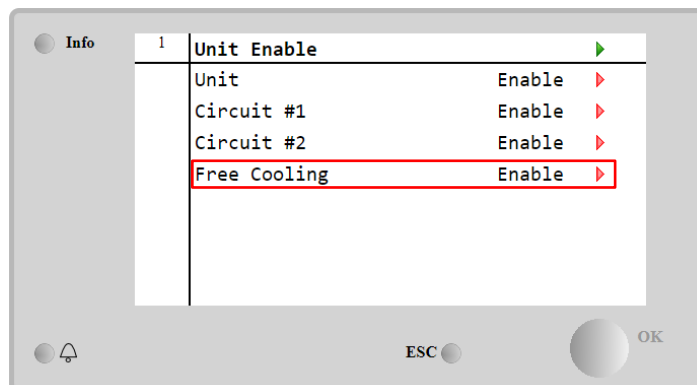 Info
1 Unit Enable
Unit Enable
Circuit #1 Enable
Circuit #2 Enable
Free Cooling Enable
OK
ESC